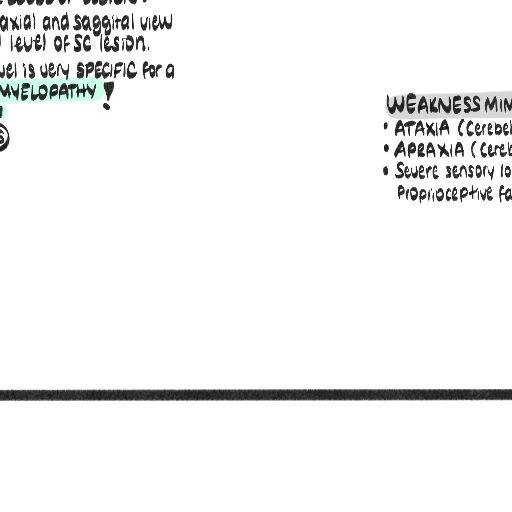 axial and saggital view
level of SC lesion.
vel is very SPECIFIC for a
MYELOPATHY !
S
WEAKNESS MIM
• ATAXIA (Cerebel
• APRAXIA (Cereb
• Severe sensory lo
Proprioceptive fa